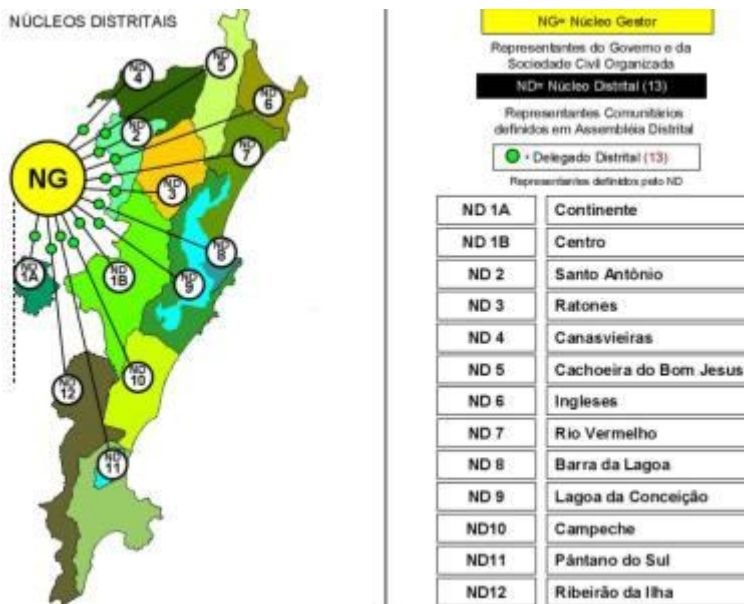 NÚCLEOS DISTRITAIS
ND 4
ND 5
ND 6
ND 2
ND 7
NG
ND 3
ND 8
ND 1A
ND 1B
ND 9
ND 10
ND 12
ND 11
NG= Núcleo Gestor
Representantes do Governo e da
Sociedade Civil Organizada
ND= Núcleo Distrital (13)
Representantes Comunitários
definidos em Assembléia Distrital
• Delegado Distrital (13)
Representantes definidos pelo ND
ND 1A Continente
ND 1B Centro
ND 2 Santo Antônio
ND 3 Ratones
ND 4 Canasvieiras
ND 5 Cachoeira do Bom Jesus
ND 6 Ingleses
ND 7 Rio Vermelho
ND 8 Barra da Lagoa
ND 9 Lagoa da Conceição
ND10 Campeche
ND11 Pântano do Sul
ND12 Ribeirão da Ilha